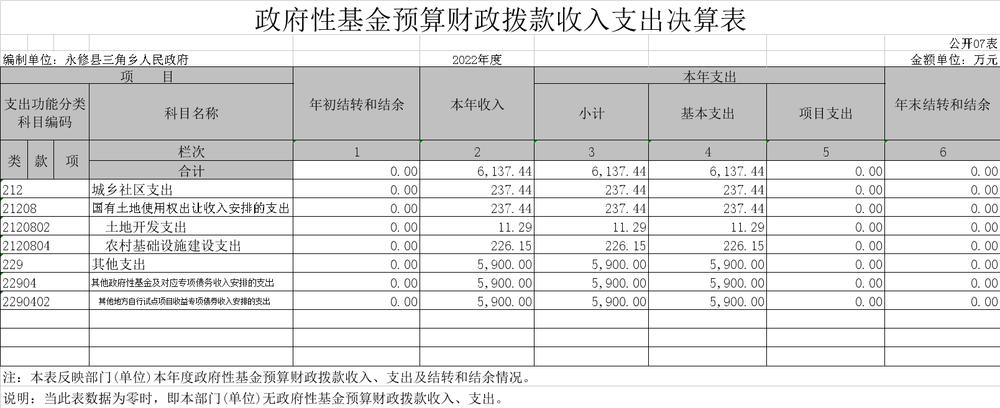 政府性基金预算财政拨款收入支出决算表
公开07表
编制单位：永修县三角乡人民政府 2022年度 金额单位：万元
项 目 年初结转和结余 本年收入 本年支出 年末结转和结余
支出功能分类科目编码 科目名称 小计 基本支出 项目支出
类 款 项 栏次 1 2 3 4 5 6
合计 0.00 6,137.44 6,137.44 6,137.44 0.00 0.00
212 城乡社区支出 0.00 237.44 237.44 237.44 0.00 0.00
21208 国有土地使用权出让收入安排的支出 0.00 237.44 237.44 237.44 0.00 0.00
2120802 土地开发支出 0.00 11.29 11.29 11.29 0.00 0.00
2120804 农村基础设施建设支出 0.00 226.15 226.15 226.15 0.00 0.00
229 其他支出 0.00 5,900.00 5,900.00 5,900.00 0.00 0.00
22904 其他政府性基金及对应专项债务收入安排的支出 0.00 5,900.00 5,900.00 5,900.00 0.00 0.00
2290402 其他地方自行试点项目收益专项债券收入安排的支出 0.00 5,900.00 5,900.00 5,900.00 0.00 0.00
注：本表反映部门(单位)本年度政府性基金预算财政拨款收入、支出及结转和结余情况。
说明：当此表数据为零时，即本部门(单位)无政府性基金预算财政拨款收入、支出。